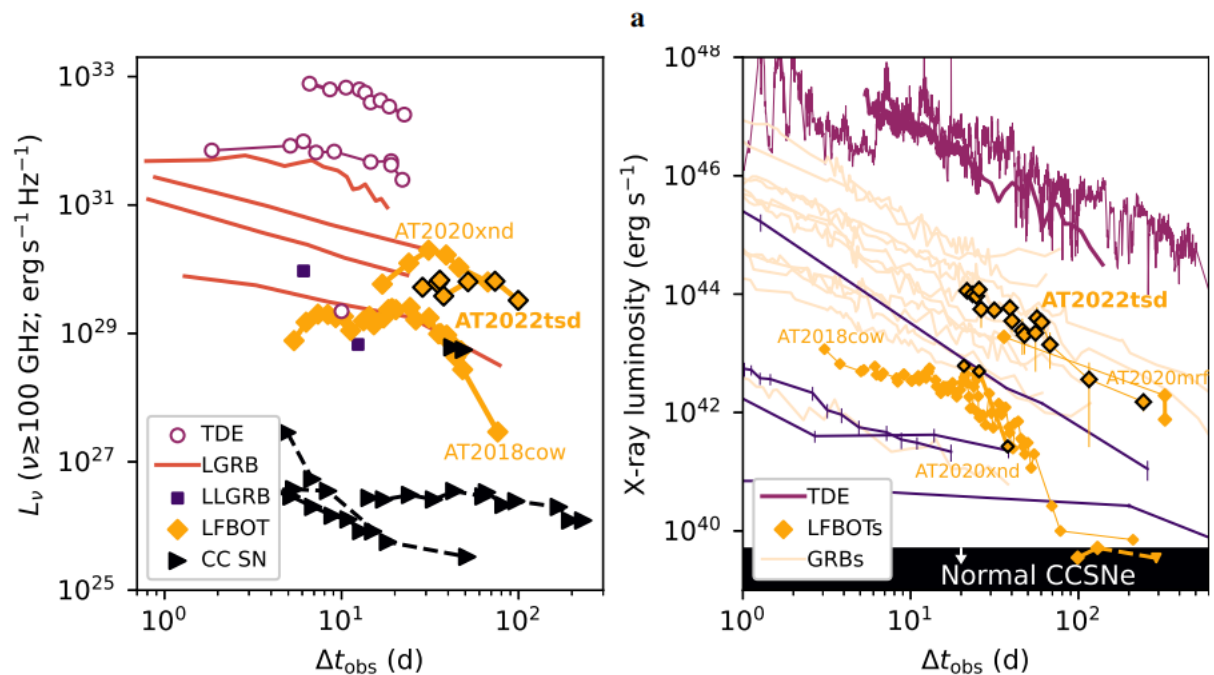 a
10^33
10^31
10^29
10^27
10^25
L_ν (ν≳100 GHz; erg s^−1 Hz^−1)
AT2020xnd
AT2022tsd
AT2018cow
TDE
LGRB
LLGRB
LFBOT
CC SN
10^0
10^1
10^2
Δt_obs (d)
10^48
10^46
10^44
10^42
10^40
X-ray luminosity (erg s^−1)
AT2022tsd
AT2018cow
AT2020mrf
AT2020xnd
TDE
LFBOTs
GRBs
Normal CCSNe
10^0
10^1
10^2
Δt_obs (d)